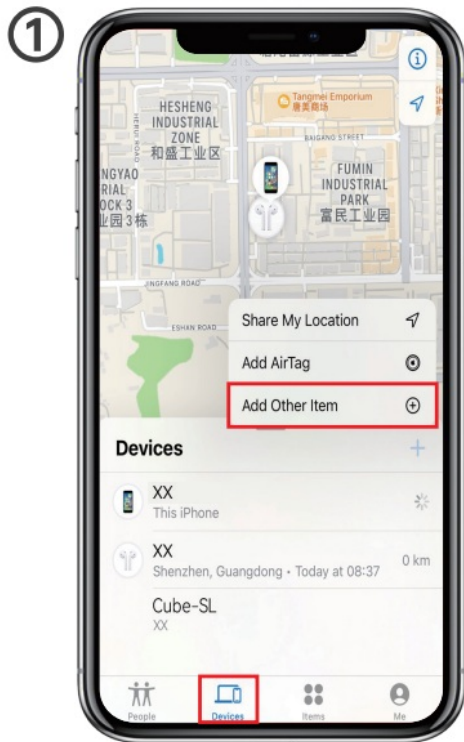 ①
HESHENG
INDUSTRIAL
ZONE
和盛工业区
Tangmei Emporium
唐美商场
BAIGANG STREET
NGYAO
RIAL
OCK 3
业园3栋
FUMIN
INDUSTRIAL
PARK
富民工业园
JINGFANG ROAD
ESHAN ROAD
Share My Location
Add AirTag
Add Other Item
Devices
XX
This iPhone
XX
Shenzhen, Guangdong • Today at 08:37
0 km
Cube-SL
XX
People
Devices
Items
Me